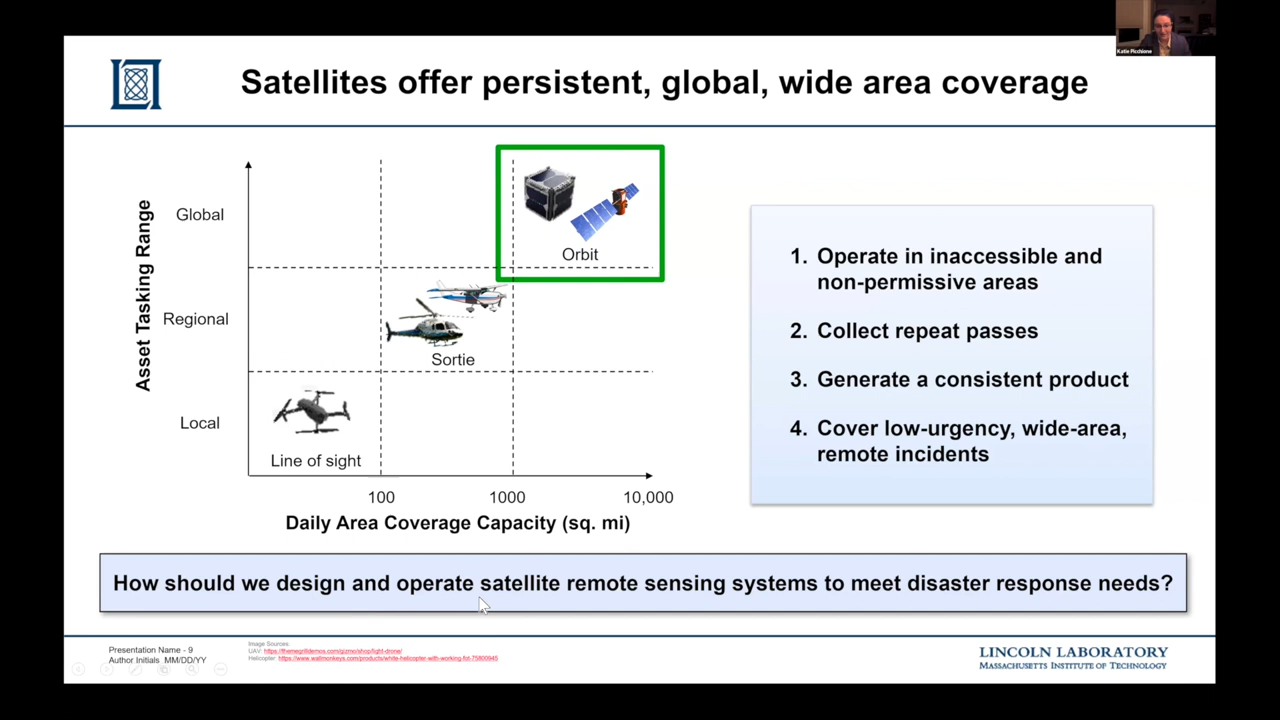 Katie Picchione
Satellites offer persistent, global, wide area coverage
Asset Tasking Range
Global
Regional
Local
Orbit
Sortie
Line of sight
100
1000
10,000
Daily Area Coverage Capacity (sq. mi)
1. Operate in inaccessible and
non-permissive areas
2. Collect repeat passes
3. Generate a consistent product
4. Cover low-urgency, wide-area,
remote incidents
How should we design and operate satellite remote sensing systems to meet disaster response needs?
Presentation Name - 9
Author Initials MM/DD/YY
Image Sources:
UAV: https://themegrilldemos.com/gizmo/shop/light-drone/
Helicopter: https://www.wallmonkeys.com/products/white-helicopter-with-working-fot-75800945
LINCOLN LABORATORY
MASSACHUSETTS INSTITUTE OF TECHNOLOGY